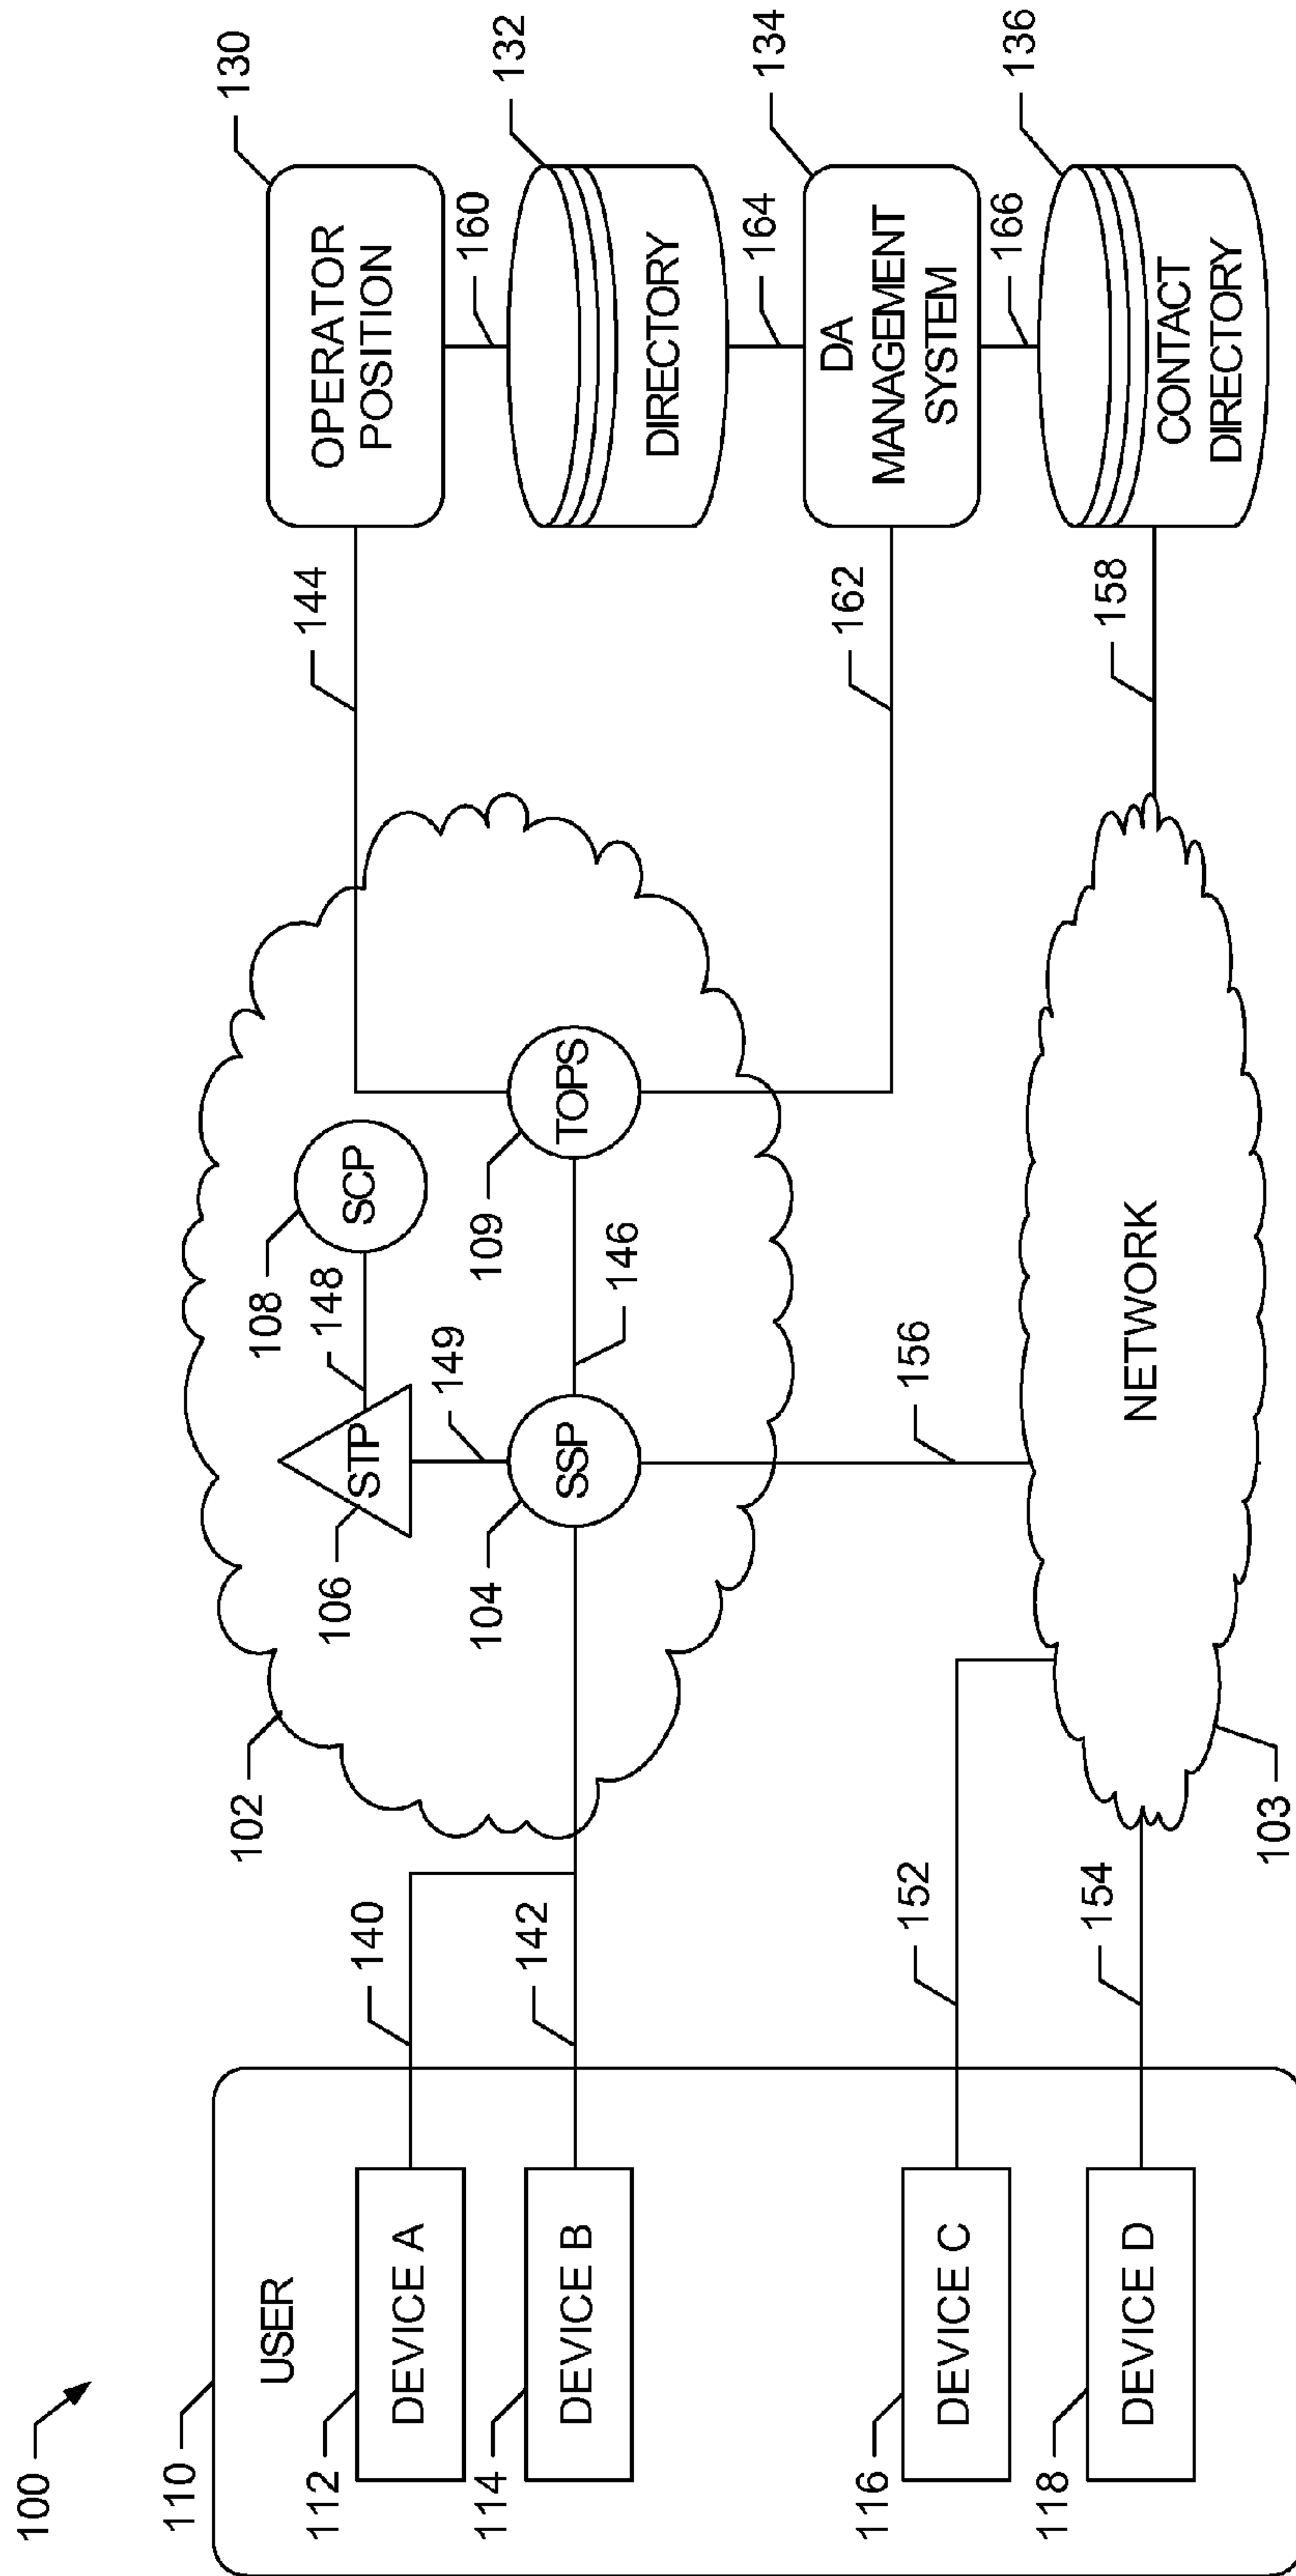 100
110
USER
112
DEVICE A
114
DEVICE B
116
DEVICE C
118
DEVICE D
140
142
152
154
102
103
106
STP
104
SSP
149
148
108
SCP
109
TOPS
146
156
NETWORK
144
162
158
130
OPERATOR
POSITION
160
132
DIRECTORY
164
134
DA
MANAGEMENT
SYSTEM
166
136
CONTACT
DIRECTORY